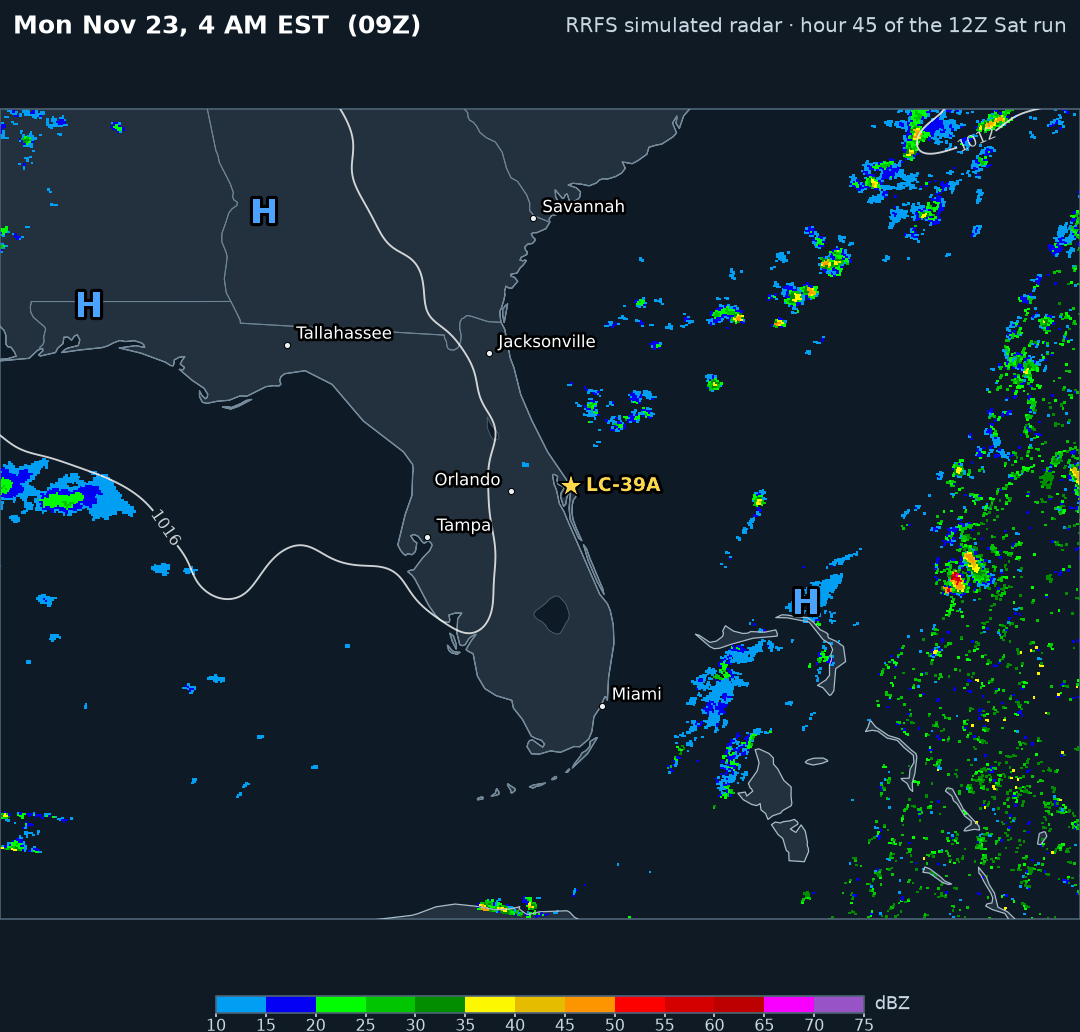 Mon Nov 23, 4 AM EST (09Z)
RRFS simulated radar · hour 45 of the 12Z Sat run
1012
H
Savannah
H
Tallahassee
Jacksonville
Orlando
LC-39A
1016
Tampa
H
Miami
dBZ
10 15 20 25 30 35 40 45 50 55 60 65 70 75